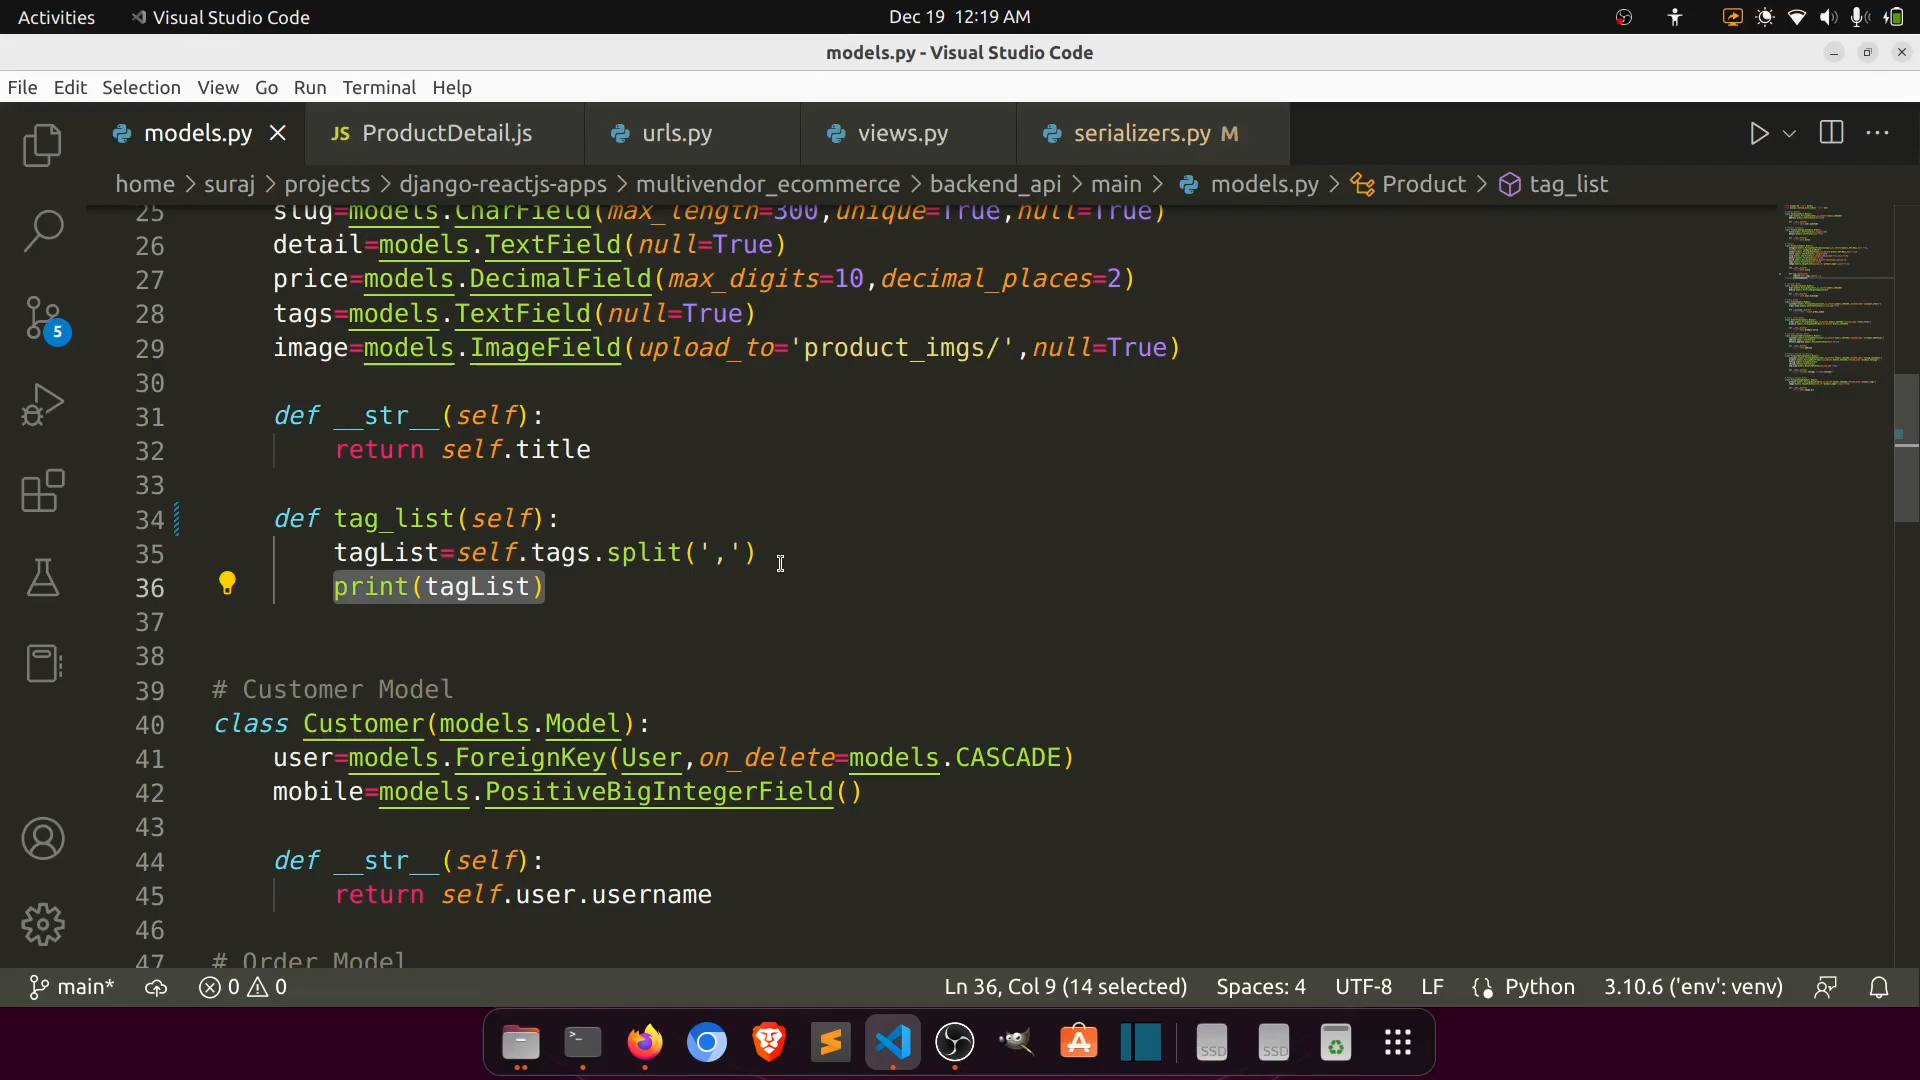 Activities
Visual Studio Code
Dec 19 12:19 AM
models.py - Visual Studio Code
File Edit Selection View Go Run Terminal Help
models.py
JS ProductDetail.js
urls.py
views.py
serializers.py M
home > suraj > projects > django-reactjs-apps > multivendor_ecommerce > backend_api > main > models.py > Product > tag_list
25 slug=models.CharField(max_length=300,unique=True,null=True)
26 detail=models.TextField(null=True)
27 price=models.DecimalField(max_digits=10,decimal_places=2)
28 tags=models.TextField(null=True)
29 image=models.ImageField(upload_to='product_imgs/',null=True)
30
31 def __str__(self):
32 return self.title
33
34 def tag_list(self):
35 tagList=self.tags.split(',')
36 print(tagList)
37
38
39 # Customer Model
40 class Customer(models.Model):
41 user=models.ForeignKey(User,on_delete=models.CASCADE)
42 mobile=models.PositiveBigIntegerField()
43
44 def __str__(self):
45 return self.user.username
46
47 # Order Model
5
main* 0 0 Ln 36, Col 9 (14 selected) Spaces: 4 UTF-8 LF Python 3.10.6 ('env': venv)
SSD
SSD